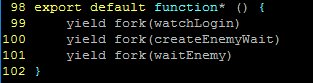 98 export default function* () {
99     yield fork(watchLogin)
100     yield fork(createEnemyWait)
101     yield fork(waitEnemy)
102 }